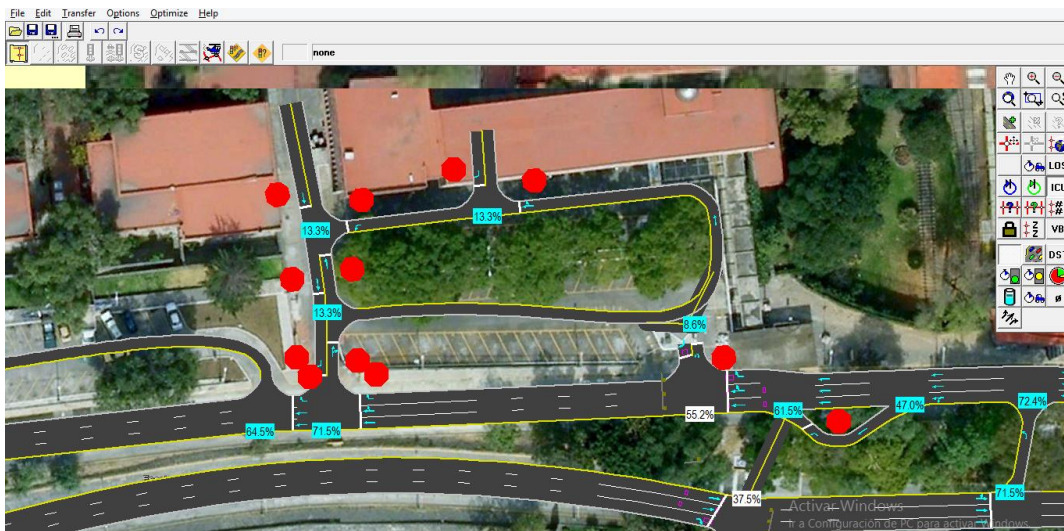 File Edit Transfer Options Optimize Help
none
LOS
ICU
VB
DST
ø
13.3%
13.3%
13.3%
8.6%
64.5%
71.5%
55.2%
61.5%
47.0%
72.4%
37.5%
71.5%
Activar Windows
Ir a Configuración de PC para activar Windows.